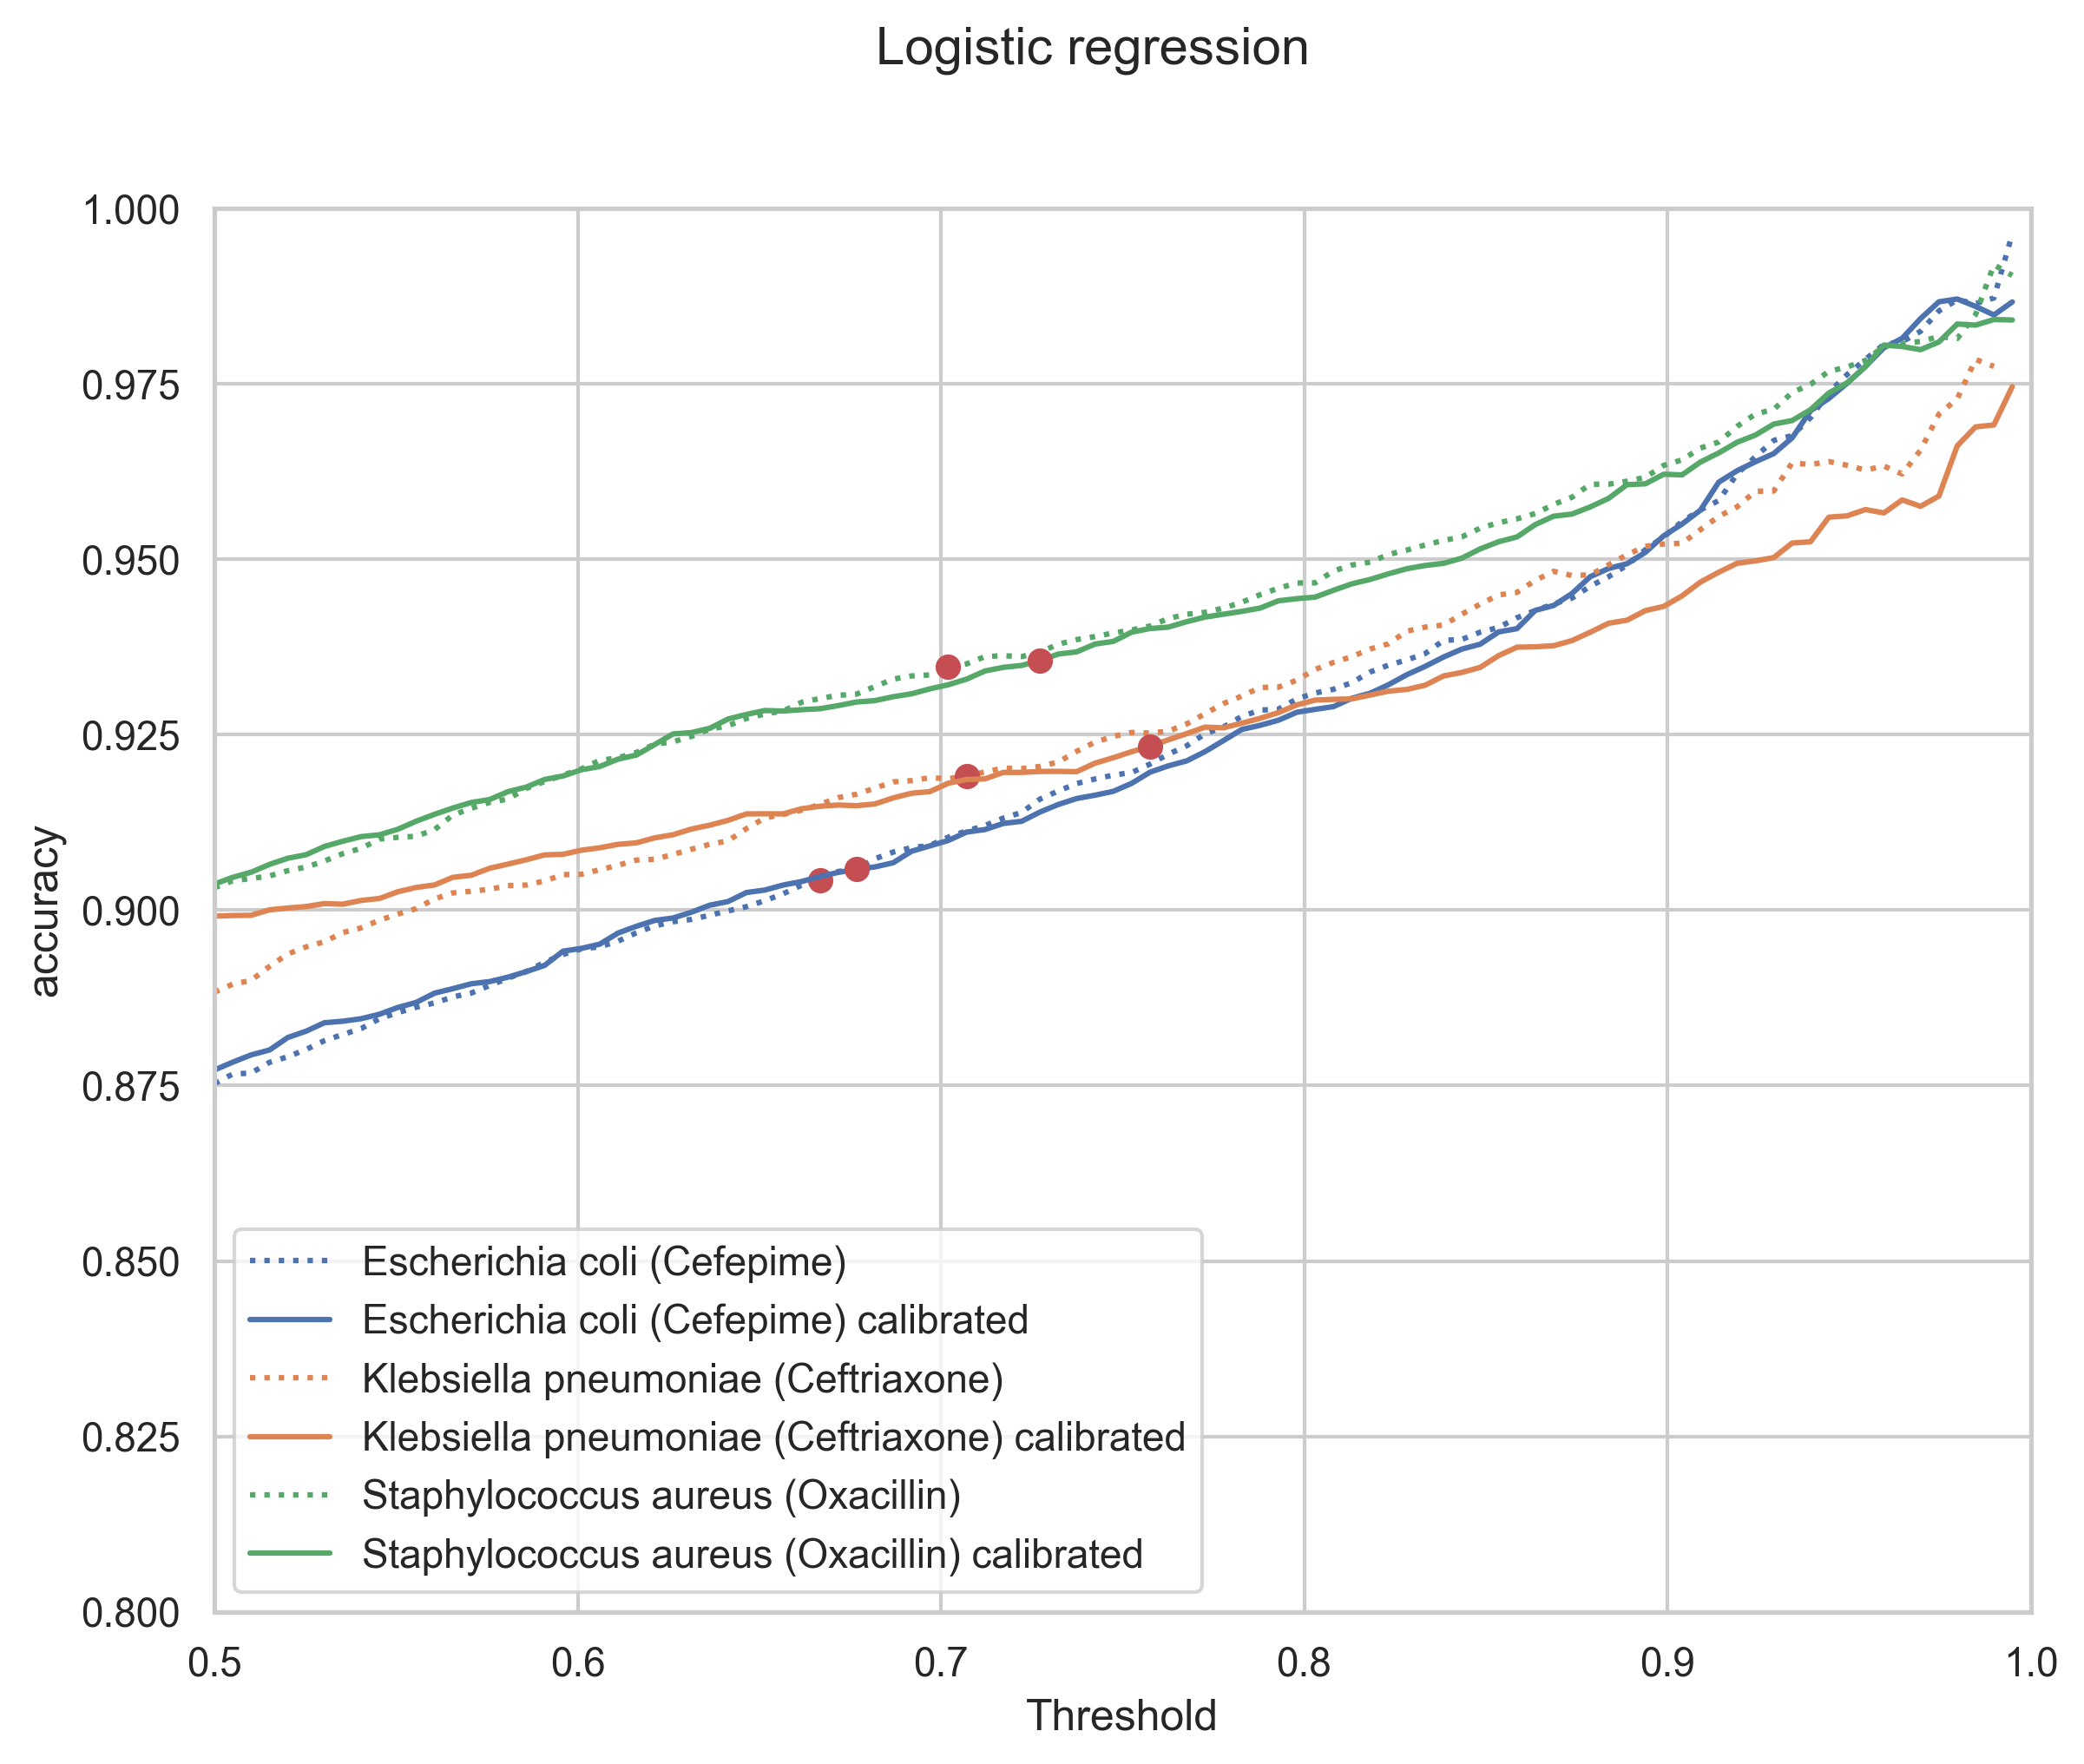 Logistic regression
1.000
0.975
0.950
0.925
0.900
0.875
0.850
0.825
0.800
accuracy
Escherichia coli (Cefepime)
Escherichia coli (Cefepime) calibrated
Klebsiella pneumoniae (Ceftriaxone)
Klebsiella pneumoniae (Ceftriaxone) calibrated
Staphylococcus aureus (Oxacillin)
Staphylococcus aureus (Oxacillin) calibrated
0.5 0.6 0.7 0.8 0.9 1.0
Threshold